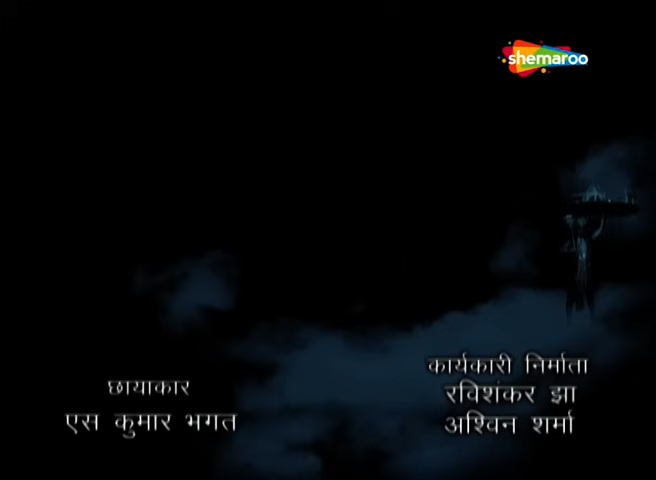 shemaroo
छायाकार
एस कुमार भगत
कार्यकारी निर्माता
रविशंकर झा
अश्विन शर्मा